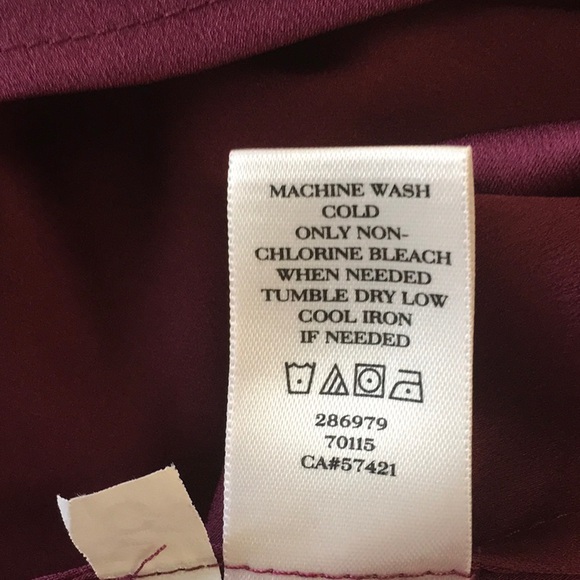 MACHINE WASH
COLD
ONLY NON-
CHLORINE BLEACH
WHEN NEEDED
TUMBLE DRY LOW
COOL IRON
IF NEEDED
286979
70115
CA#57421